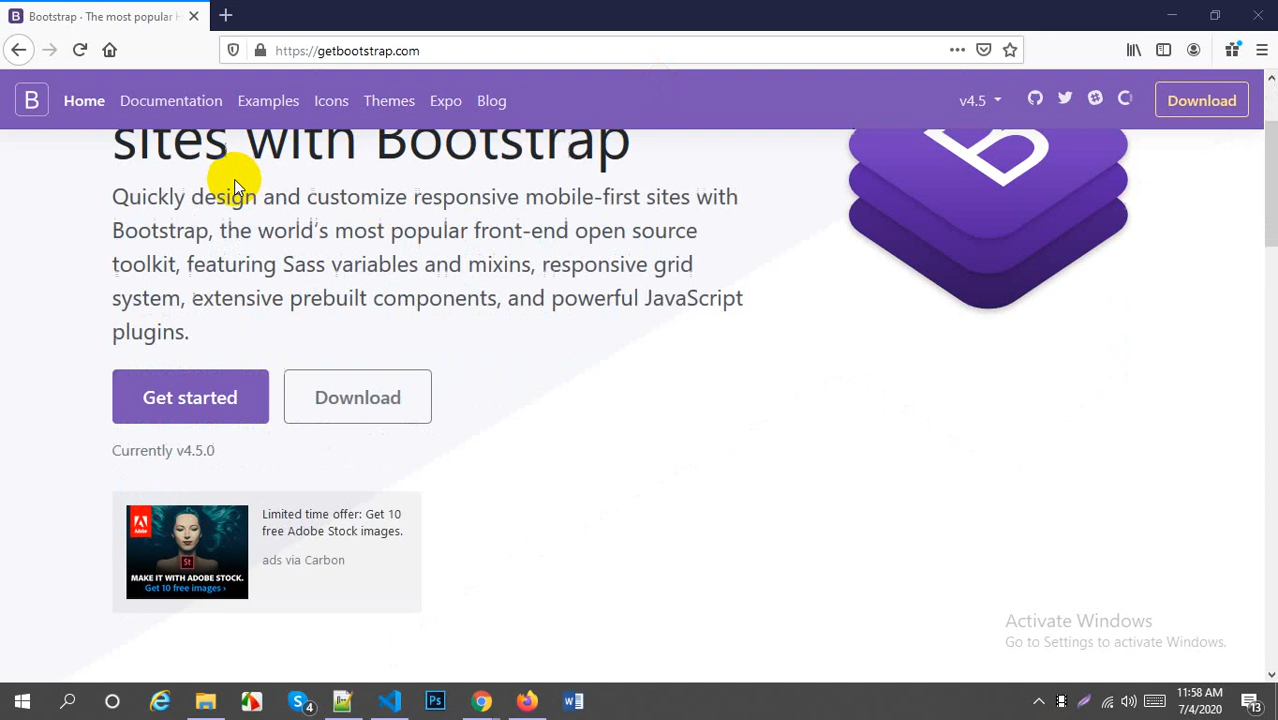 Bootstrap · The most popular H
https://getbootstrap.com
B Home Documentation Examples Icons Themes Expo Blog v4.5 Download
sites with Bootstrap
B
Quickly design and customize responsive mobile-first sites with
Bootstrap, the world's most popular front-end open source
toolkit, featuring Sass variables and mixins, responsive grid
system, extensive prebuilt components, and powerful JavaScript
plugins.
Get started Download
Currently v4.5.0
Limited time offer: Get 10
free Adobe Stock images.
ads via Carbon
Adobe
St
MAKE IT WITH ADOBE STOCK.
Get 10 free images ›
Activate Windows
Go to Settings to activate Windows.
4
Ps
11:58 AM
7/4/2020
13